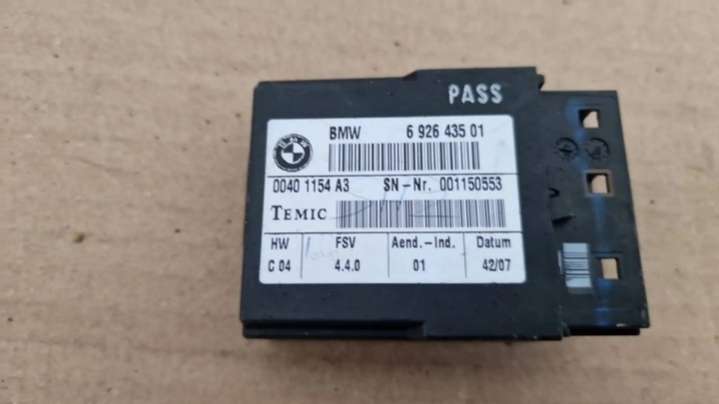 PASS
BMW 6 926 435 01
0040 1154 A3 SN-Nr. 001150553
TEMIC
HW FSV Aend.-Ind. Datum
C 04 4.4.0 01 42/07